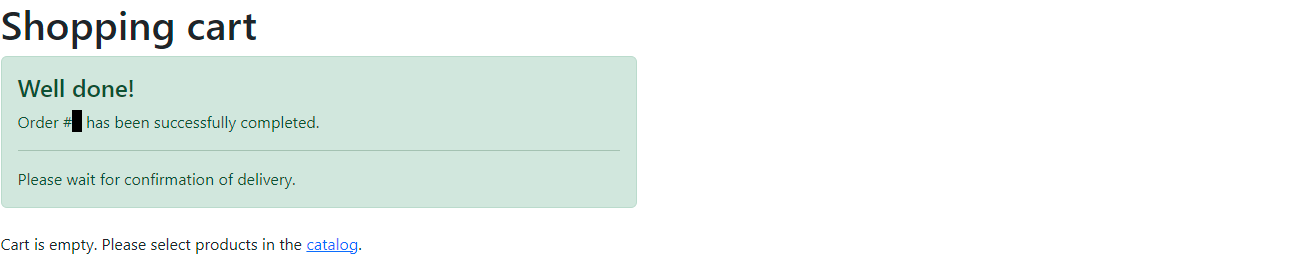 Shopping cart
Well done!
Order # has been successfully completed.
Please wait for confirmation of delivery.
Cart is empty. Please select products in the catalog.